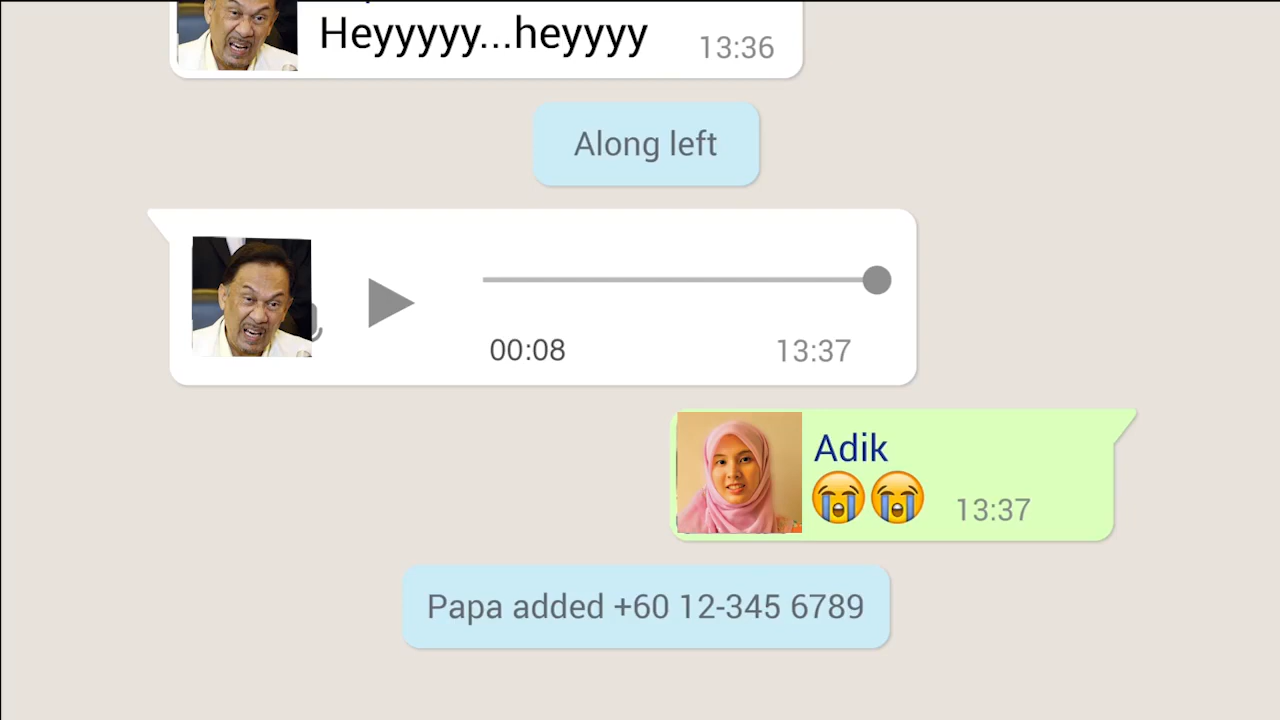 Heyyyyy...heyyyy 13:36
Along left
00:08 13:37
Adik
😭😭 13:37
Papa added +60 12-345 6789